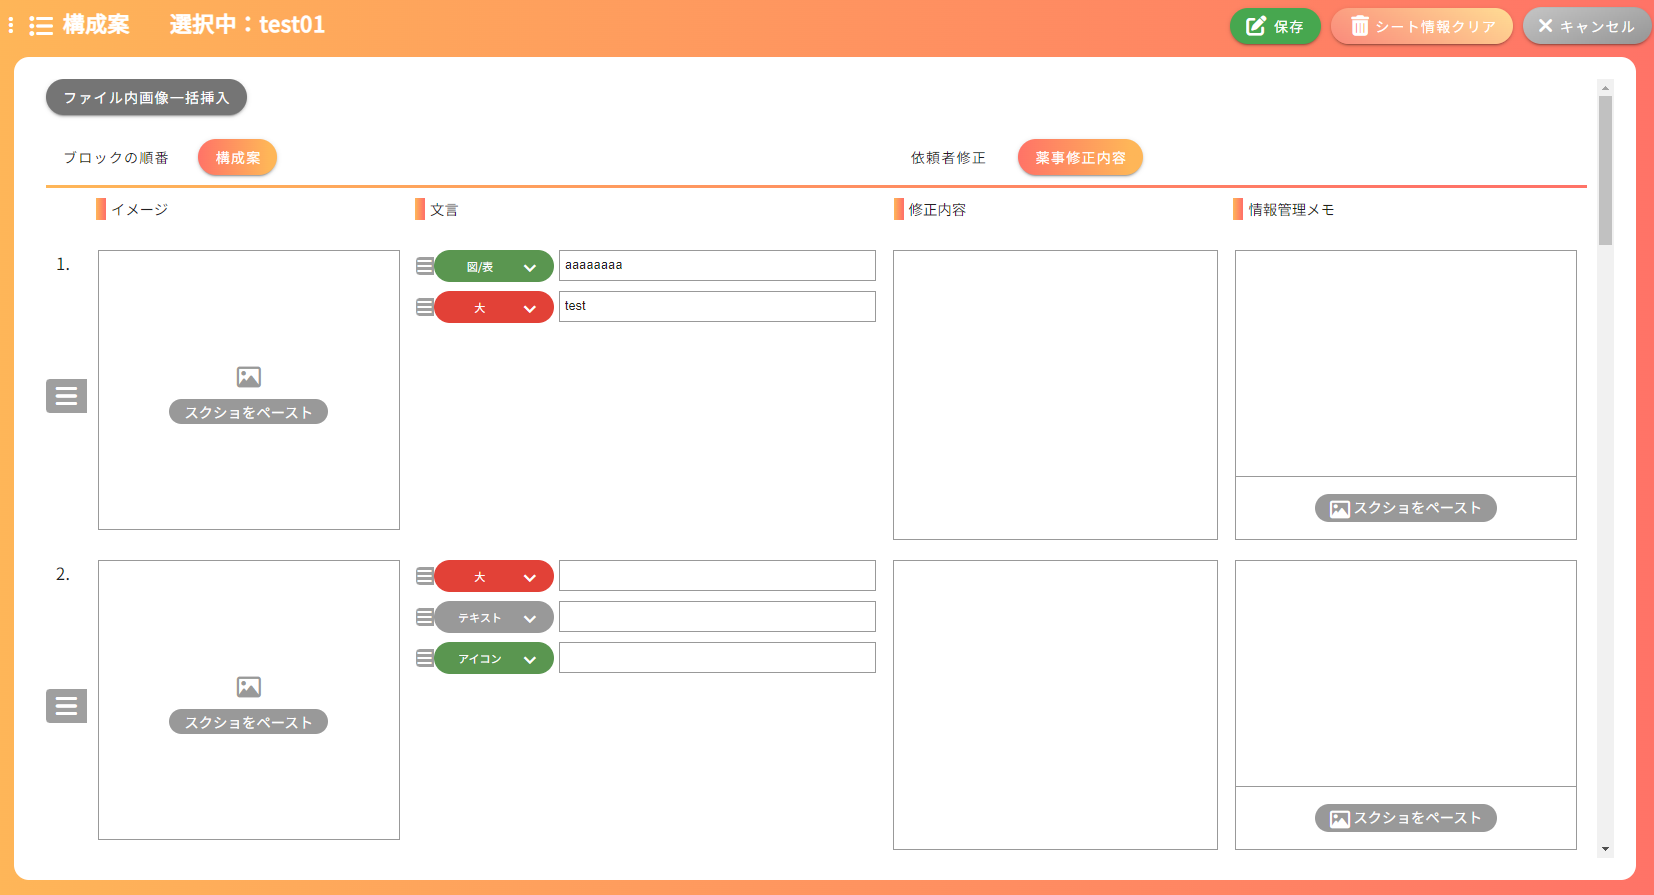 構成案 選択中：test01
保存
シート情報クリア
キャンセル
ファイル内画像一括挿入
ブロックの順番
構成案
依頼者修正
薬事修正内容
イメージ
文言
修正内容
情報管理メモ
1.
スクショをペースト
図/表
aaaaaaaa
大
test
スクショをペースト
2.
スクショをペースト
大
テキスト
アイコン
スクショをペースト